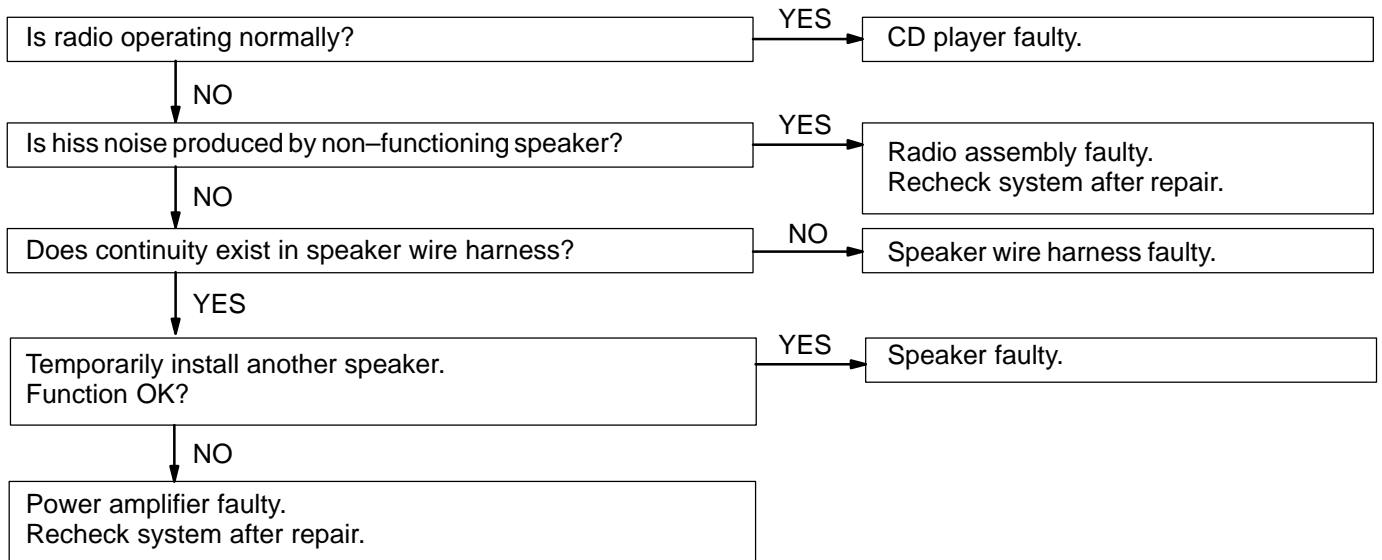 Is radio operating normally?
YES
CD player faulty.
NO
Is hiss noise produced by non–functioning speaker?
YES
Radio assembly faulty.
Recheck system after repair.
NO
Does continuity exist in speaker wire harness?
NO
Speaker wire harness faulty.
YES
Temporarily install another speaker.
Function OK?
YES
Speaker faulty.
NO
Power amplifier faulty.
Recheck system after repair.